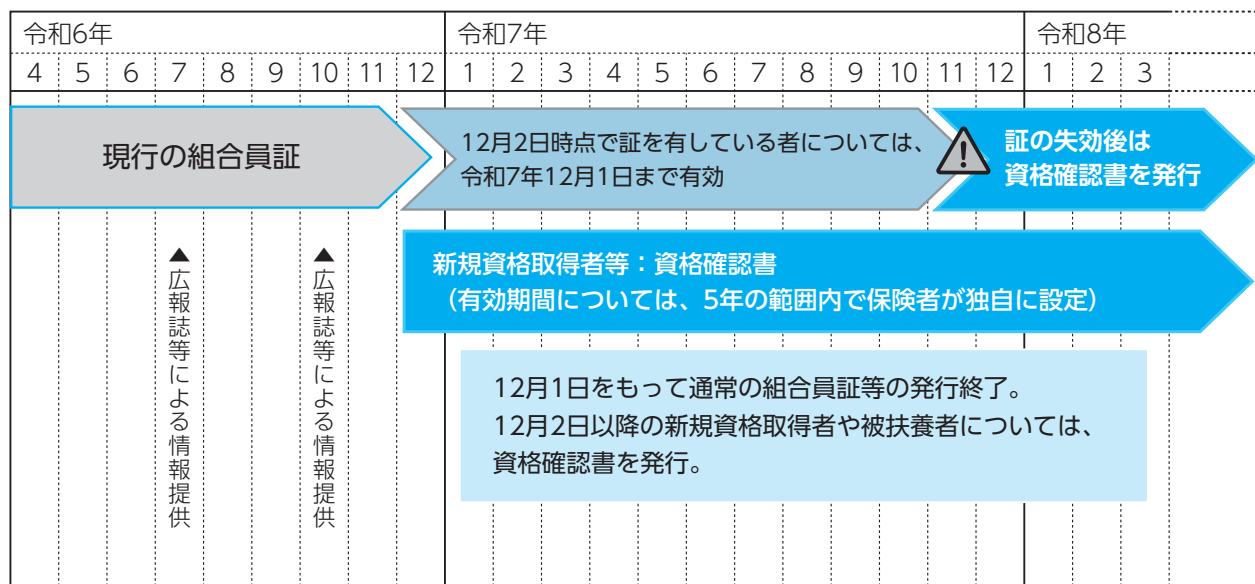 令和6年 令和7年 令和8年
4 5 6 7 8 9 10 11 12 1 2 3 4 5 6 7 8 9 10 11 12 1 2 3
現行の組合員証
12月2日時点で証を有している者については、
令和7年12月1日まで有効
証の失効後は
資格確認書を発行
新規資格取得者等：資格確認書
（有効期間については、5年の範囲内で保険者が独自に設定）
▲広報誌等による情報提供
▲広報誌等による情報提供
12月1日をもって通常の組合員証等の発行終了。
12月2日以降の新規資格取得者や被扶養者については、
資格確認書を発行。